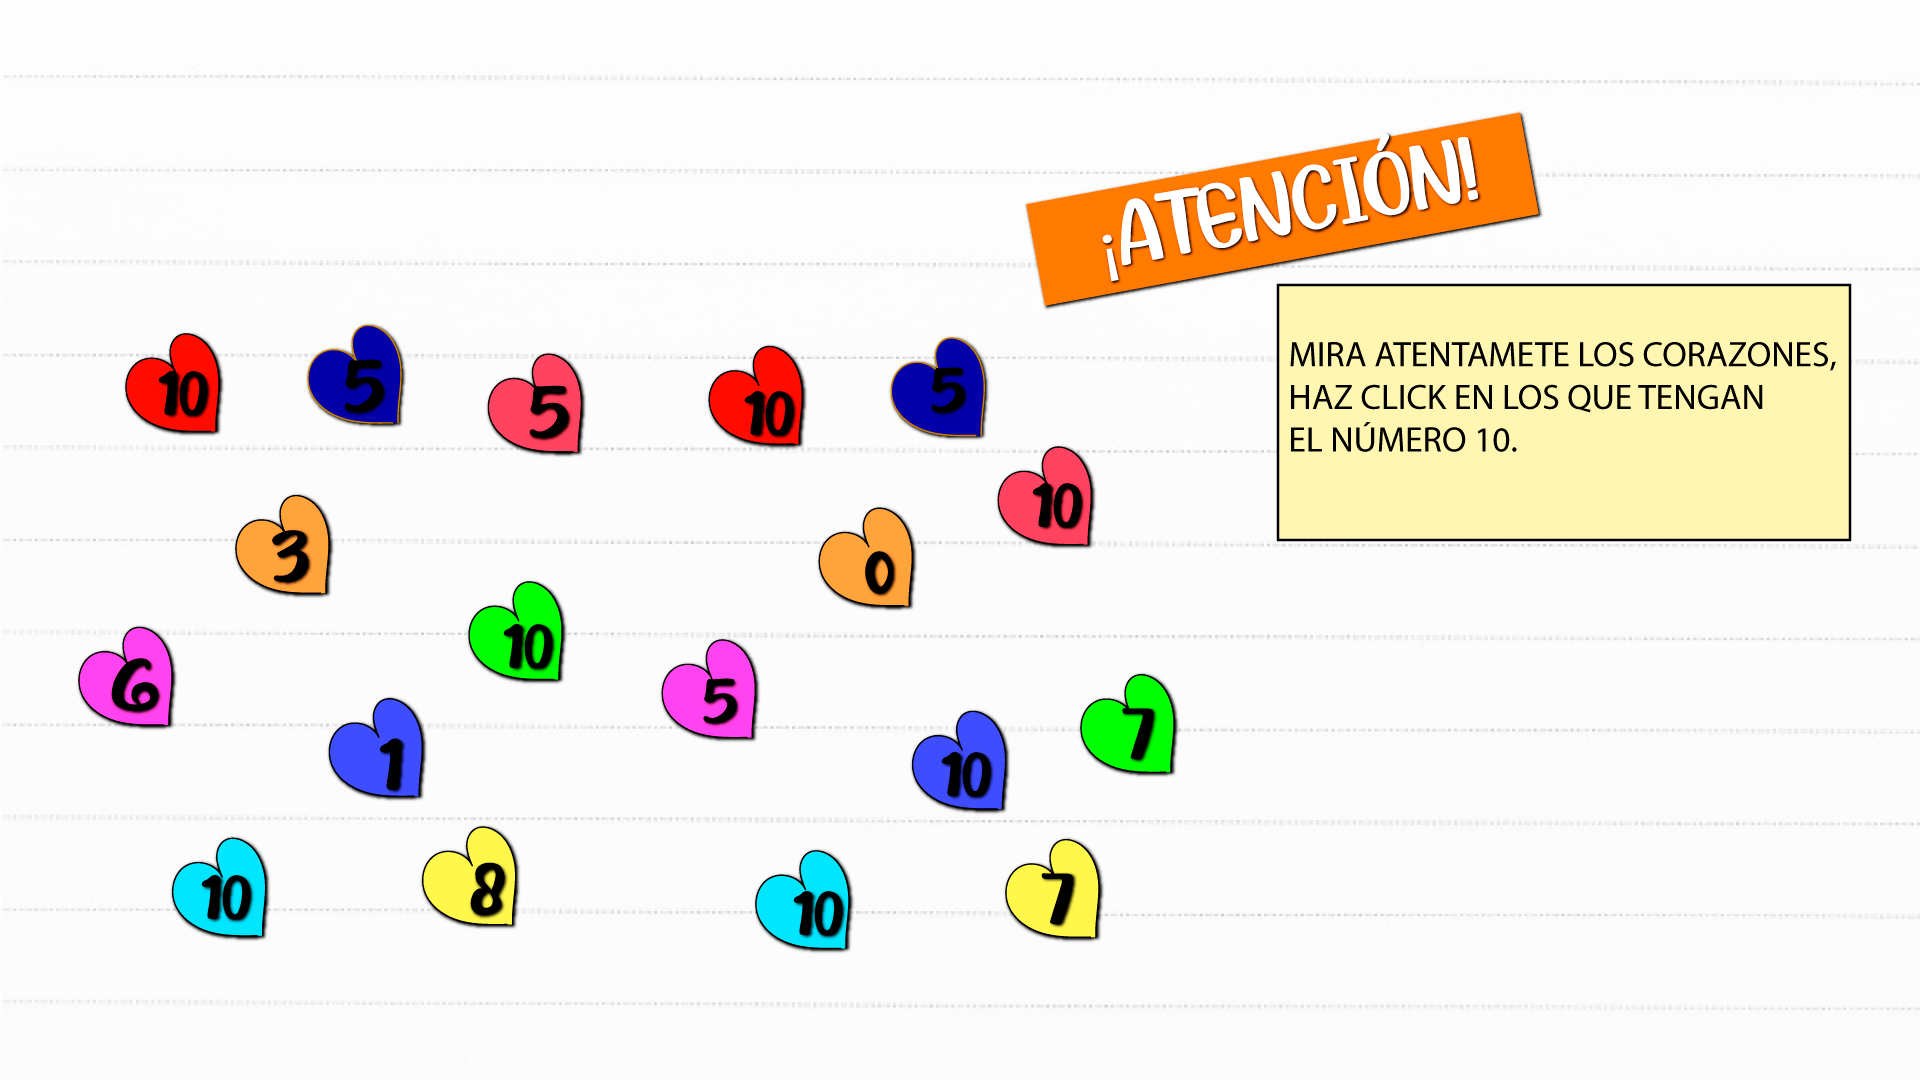 ¡ATENCIÓN!
MIRA ATENTAMETE LOS CORAZONES,
HAZ CLICK EN LOS QUE TENGAN
EL NÚMERO 10.
10 5 5 10 5
10
3 0
10
6 5 7
1 10
10 8 10 7